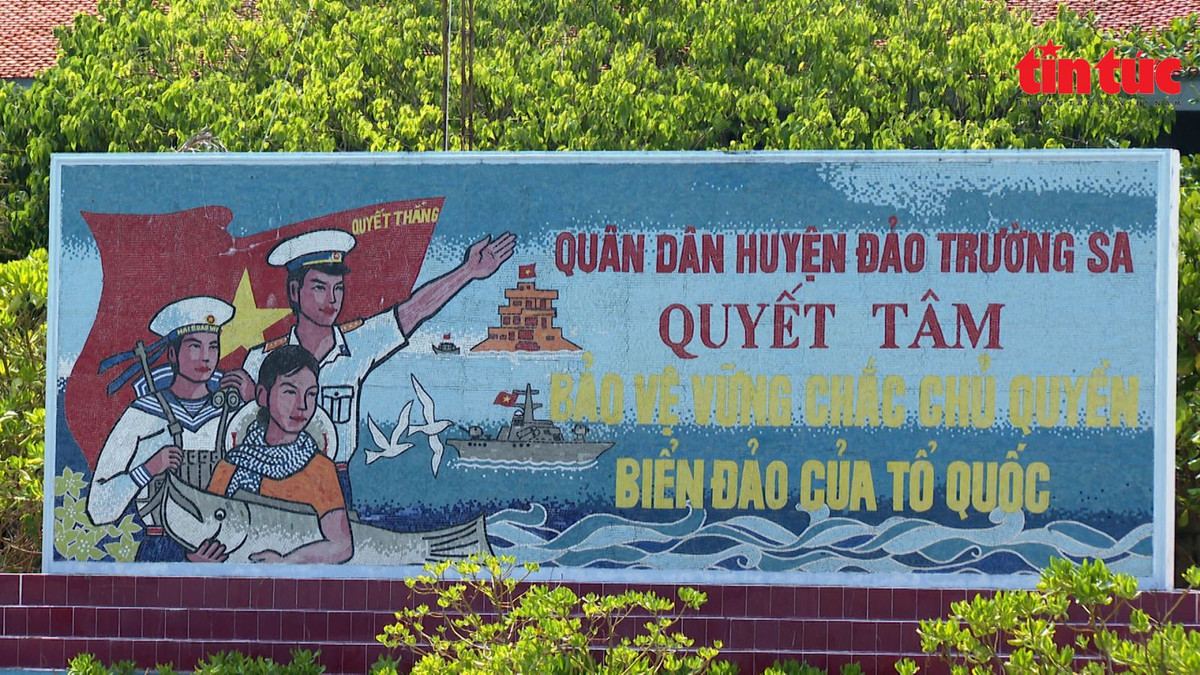 tin tức
QUYẾT THẮNG
QUÂN DÂN HUYỆN ĐẢO TRƯỜNG SA
QUYẾT TÂM
BẢO VỆ VỮNG CHẮC CHỦ QUYỀN
BIỂN ĐẢO CỦA TỔ QUỐC